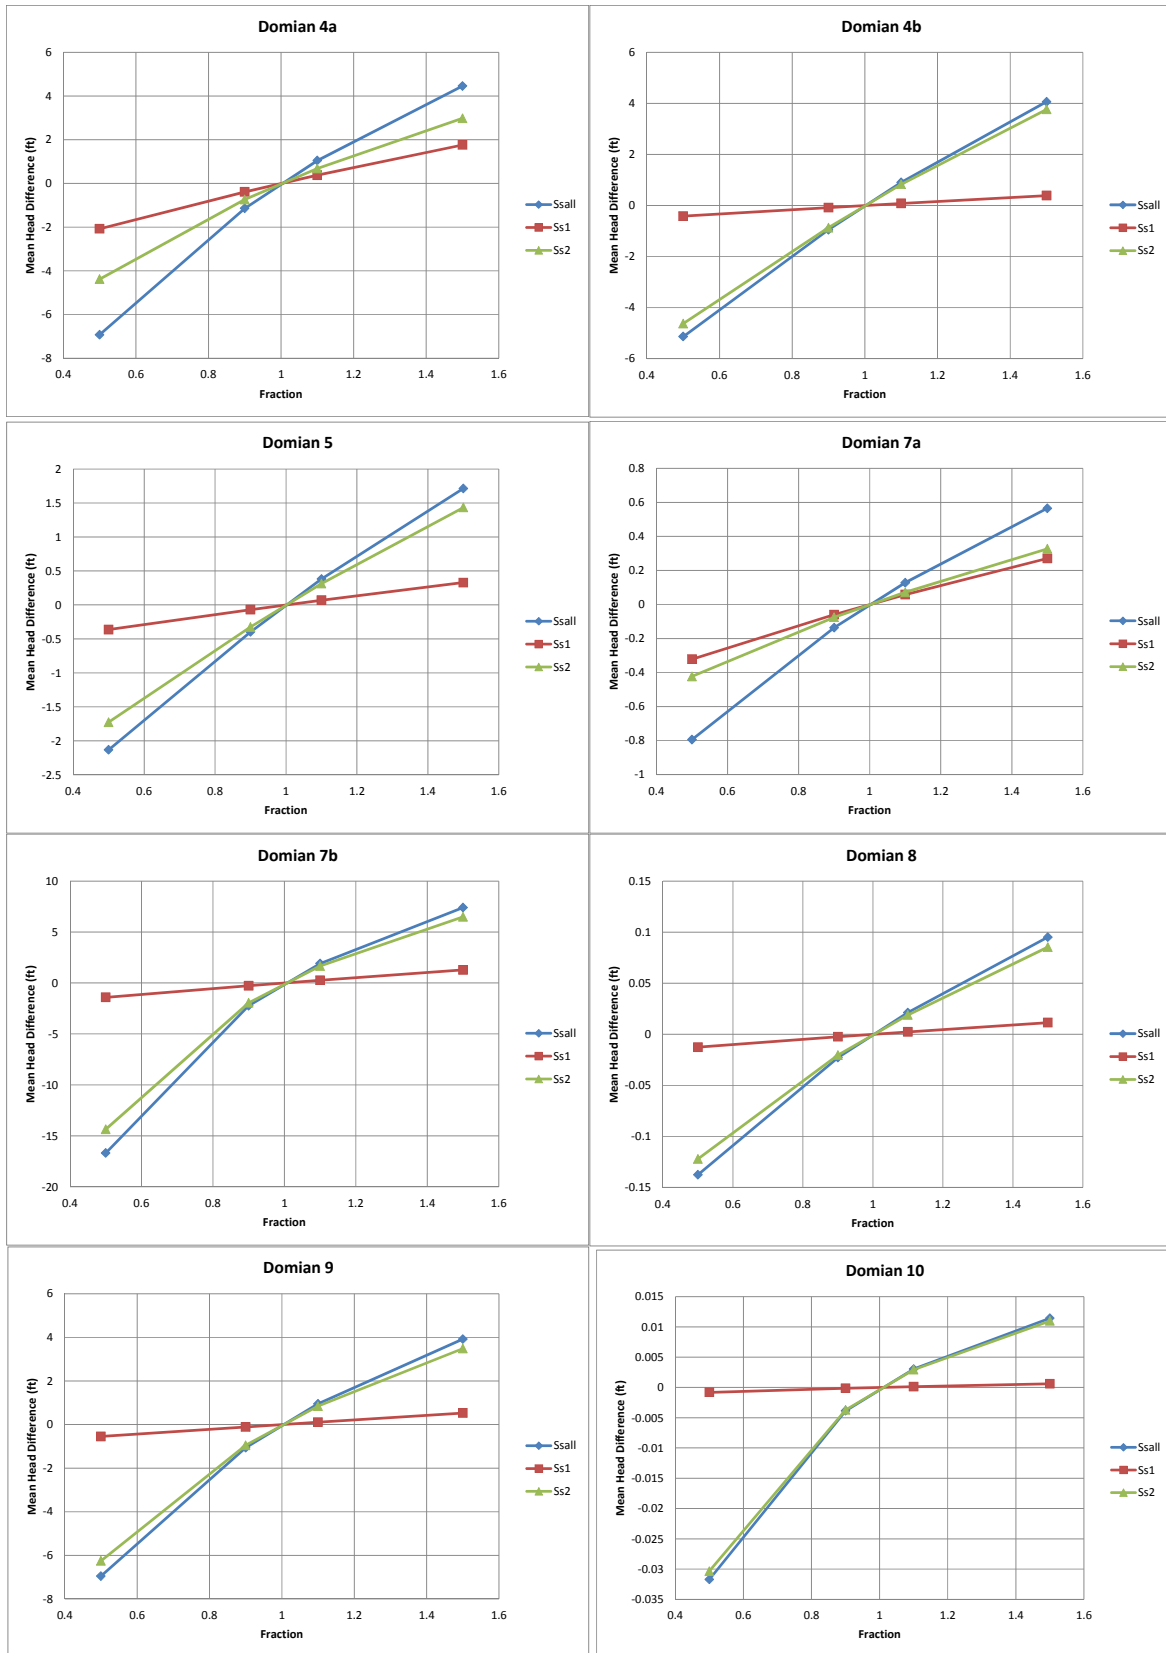 Domian 4a
6
4
2
0
-2
-4
-6
-8
0.4 0.6 0.8 1 1.2 1.4 1.6
Mean Head Difference (ft)
Fraction
Ssall
Ss1
Ss2
Domian 4b
6
4
2
0
-2
-4
-6
0.4 0.6 0.8 1 1.2 1.4 1.6
Mean Head Difference (ft)
Fraction
Ssall
Ss1
Ss2
Domian 5
2
1.5
1
0.5
0
-0.5
-1
-1.5
-2
-2.5
0.4 0.6 0.8 1 1.2 1.4 1.6
Mean Head Difference (ft)
Fraction
Ssall
Ss1
Ss2
Domian 7a
0.8
0.6
0.4
0.2
0
-0.2
-0.4
-0.6
-0.8
-1
0.4 0.6 0.8 1 1.2 1.4 1.6
Mean Head Difference (ft)
Fraction
Ssall
Ss1
Ss2
Domian 7b
10
5
0
-5
-10
-15
-20
0.4 0.6 0.8 1 1.2 1.4 1.6
Mean Head Difference (ft)
Fraction
Ssall
Ss1
Ss2
Domian 8
0.15
0.1
0.05
0
-0.05
-0.1
-0.15
0.4 0.6 0.8 1 1.2 1.4 1.6
Mean Head Difference (ft)
Fraction
Ssall
Ss1
Ss2
Domian 9
6
4
2
0
-2
-4
-6
-8
0.4 0.6 0.8 1 1.2 1.4 1.6
Mean Head Difference (ft)
Fraction
Ssall
Ss1
Ss2
Domian 10
0.015
0.01
0.005
0
-0.005
-0.01
-0.015
-0.02
-0.025
-0.03
-0.035
0.4 0.6 0.8 1 1.2 1.4 1.6
Mean Head Difference (ft)
Fraction
Ssall
Ss1
Ss2